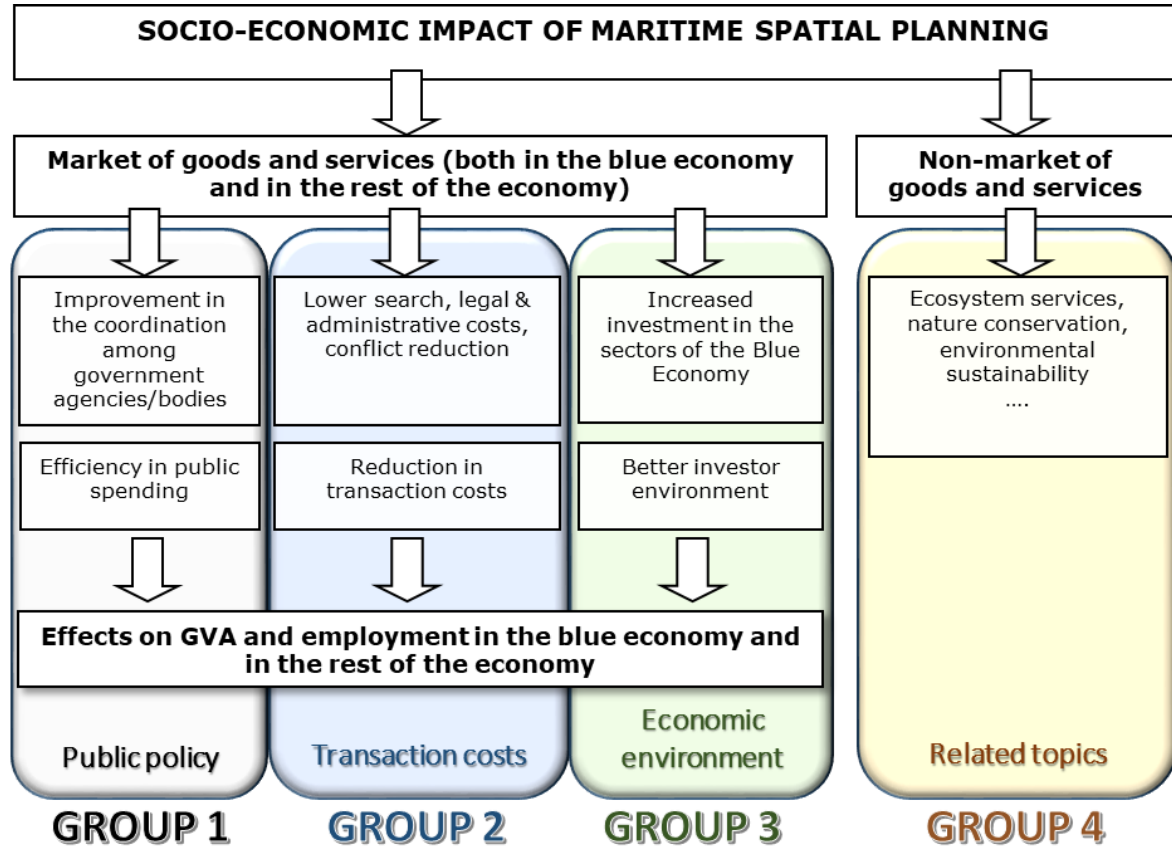 SOCIO-ECONOMIC IMPACT OF MARITIME SPATIAL PLANNING
Market of goods and services (both in the blue economy
and in the rest of the economy)
Non-market of
goods and services
Improvement in
the coordination
among
government
agencies/bodies
Lower search, legal &
administrative costs,
conflict reduction
Increased
investment in the
sectors of the Blue
Economy
Ecosystem services,
nature conservation,
environmental
sustainability
....
Efficiency in public
spending
Reduction in
transaction costs
Better investor
environment
Effects on GVA and employment in the blue economy and
in the rest of the economy
Public policy
Transaction costs
Economic
environment
Related topics
GROUP 1
GROUP 2
GROUP 3
GROUP 4